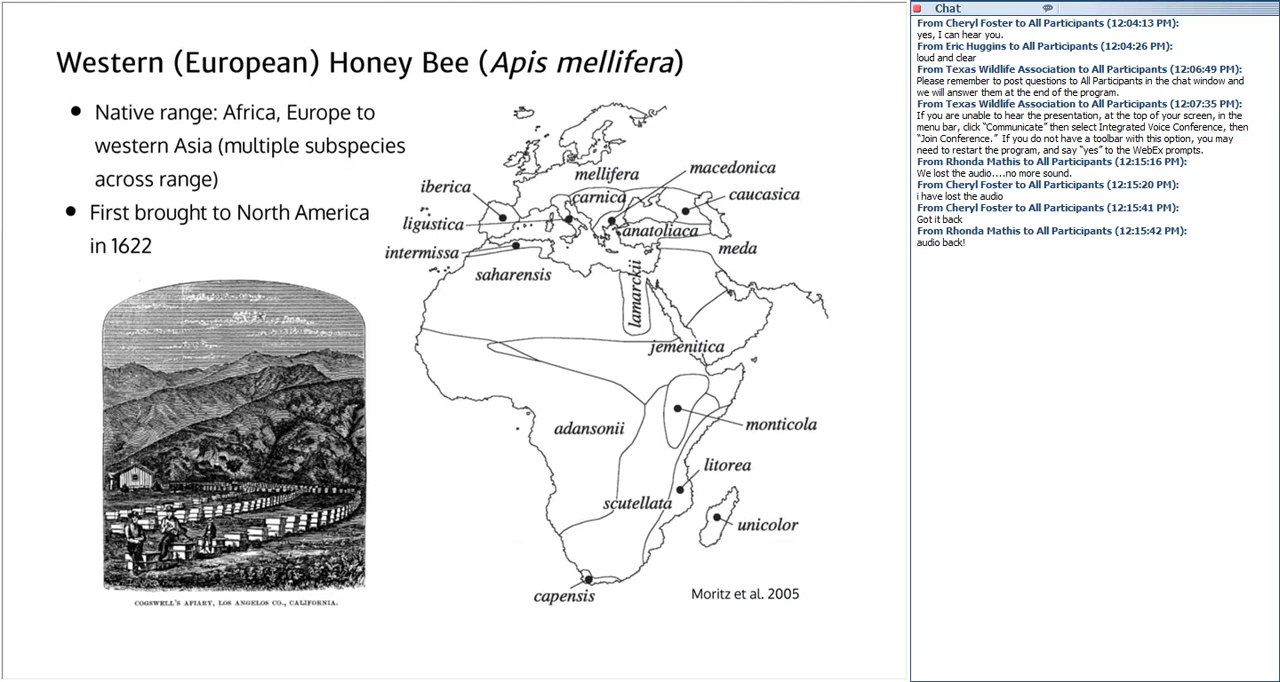 Western (European) Honey Bee (Apis mellifera)
● Native range: Africa, Europe to
western Asia (multiple subspecies
across range)
● First brought to North America
in 1622
COGSWELL'S APIARY, LOS ANGELOS CO., CALIFORNIA.
mellifera
macedonica
iberica
carnica
caucasica
ligustica
anatoliaca
intermissa
meda
saharensis
lamarckii
jemenitica
adansonii
monticola
litorea
scutellata
unicolor
capensis
Moritz et al. 2005
Chat
From Cheryl Foster to All Participants (12:04:13 PM):
yes, I can hear you.
From Eric Huggins to All Participants (12:04:26 PM):
loud and clear
From Texas Wildlife Association to All Participants (12:06:49 PM):
Please remember to post questions to All Participants in the chat window and
we will answer them at the end of the program.
From Texas Wildlife Association to All Participants (12:07:35 PM):
If you are unable to hear the presentation, at the top of your screen, in the
menu bar, click “Communicate” then select Integrated Voice Conference, then
“Join Conference.” If you do not have a toolbar with this option, you may
need to restart the program, and say “yes” to the WebEx prompts.
From Rhonda Mathis to All Participants (12:15:16 PM):
We lost the audio....no more sound.
From Cheryl Foster to All Participants (12:15:20 PM):
i have lost the audio
From Cheryl Foster to All Participants (12:15:41 PM):
Got it back
From Rhonda Mathis to All Participants (12:15:42 PM):
audio back!